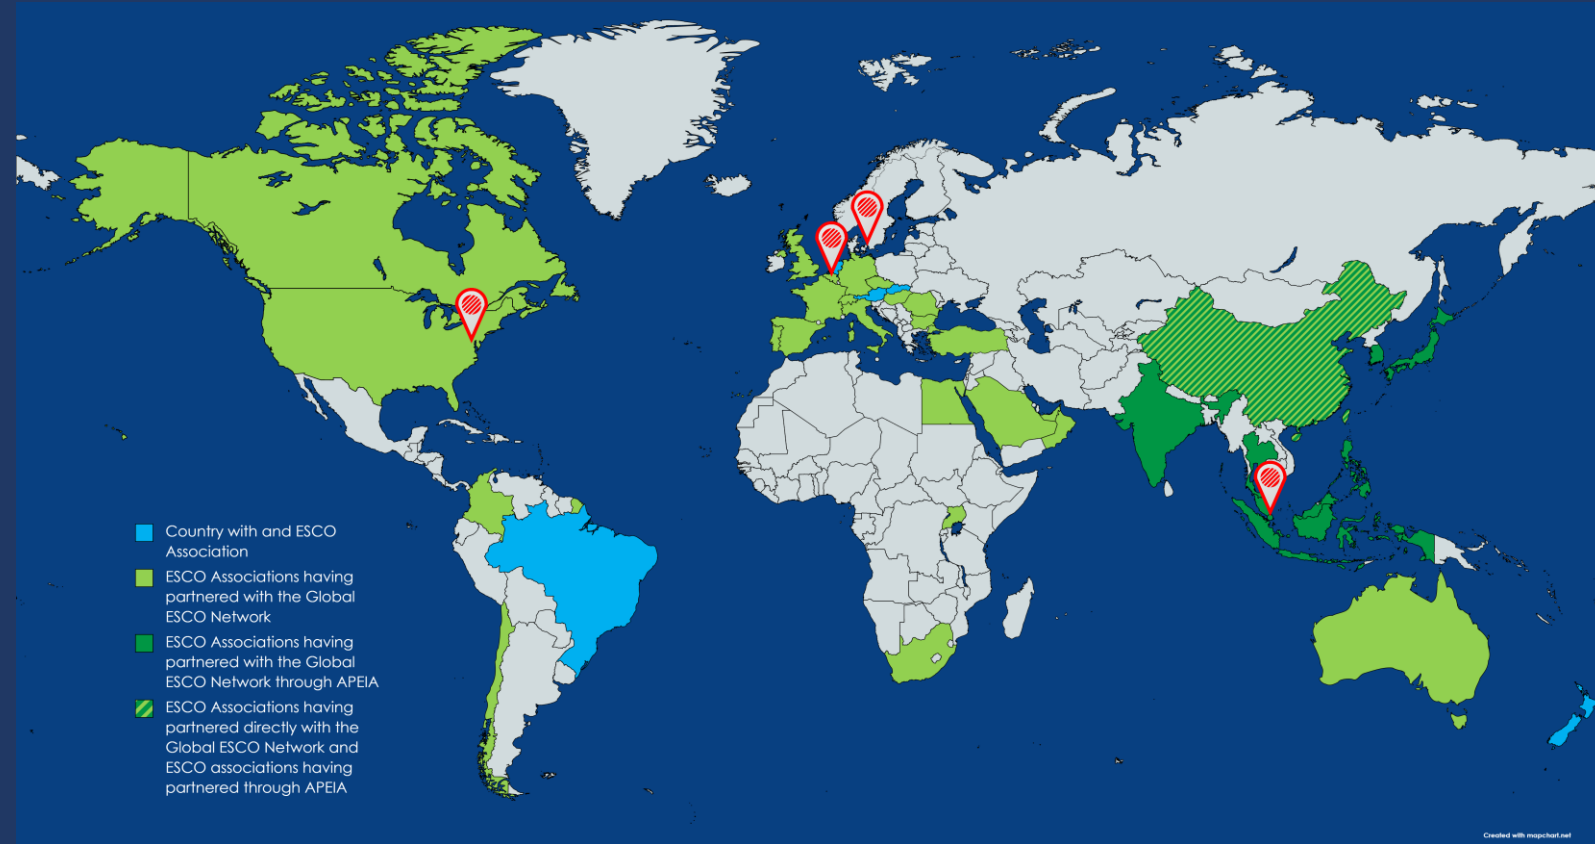 Country with and ESCO
Association
ESCO Associations having
partnered with the Global
ESCO Network
ESCO Associations having
partnered with the Global
ESCO Network through APEIA
ESCO Associations having
partnered directly with the
Global ESCO Network and
ESCO associations having
partnered through APEIA
Created with mapchart.net